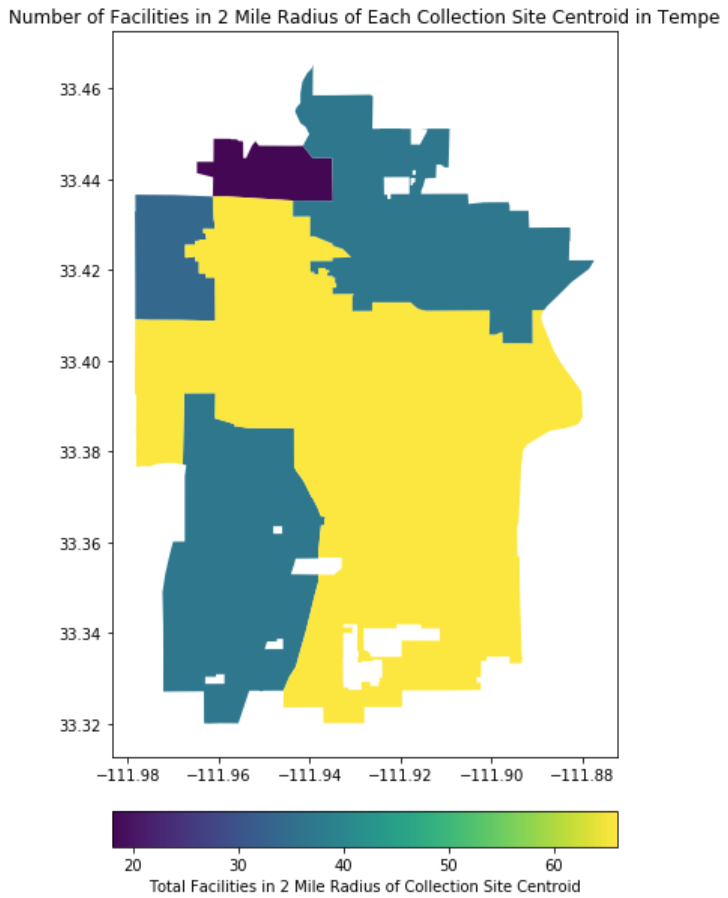 Number of Facilities in 2 Mile Radius of Each Collection Site Centroid in Tempe
33.46
33.44
33.42
33.40
33.38
33.36
33.34
33.32
−111.98 −111.96 −111.94 −111.92 −111.90 −111.88
20 30 40 50 60
Total Facilities in 2 Mile Radius of Collection Site Centroid